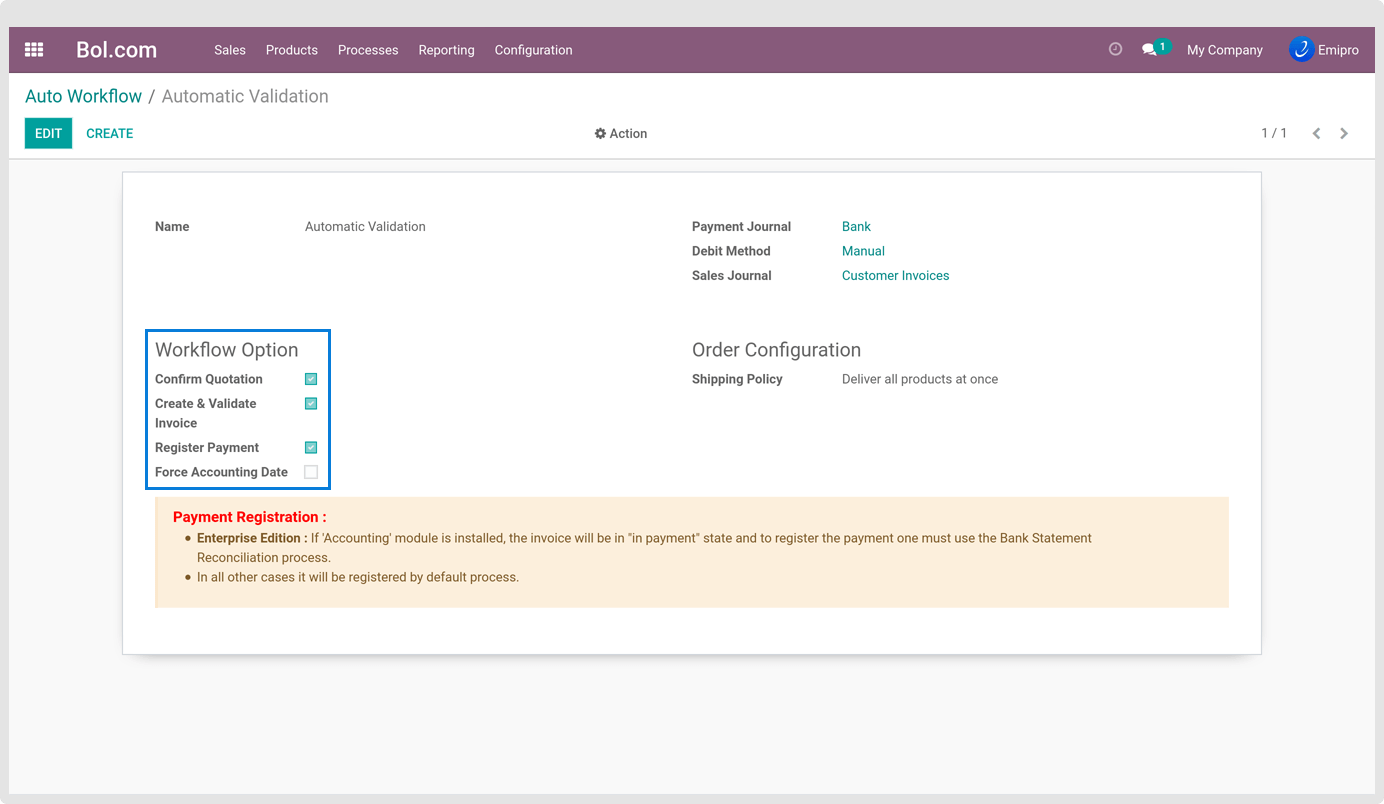 Bol.com Sales Products Processes Reporting Configuration 1 My Company Emipro
Auto Workflow / Automatic Validation
EDIT CREATE Action 1 / 1
Name Automatic Validation
Payment Journal Bank
Debit Method Manual
Sales Journal Customer Invoices
Workflow Option
Confirm Quotation
Create & Validate
Invoice
Register Payment
Force Accounting Date
Order Configuration
Shipping Policy Deliver all products at once
Payment Registration :
• Enterprise Edition : If 'Accounting' module is installed, the invoice will be in "in payment" state and to register the payment one must use the Bank Statement
Reconciliation process.
• In all other cases it will be registered by default process.